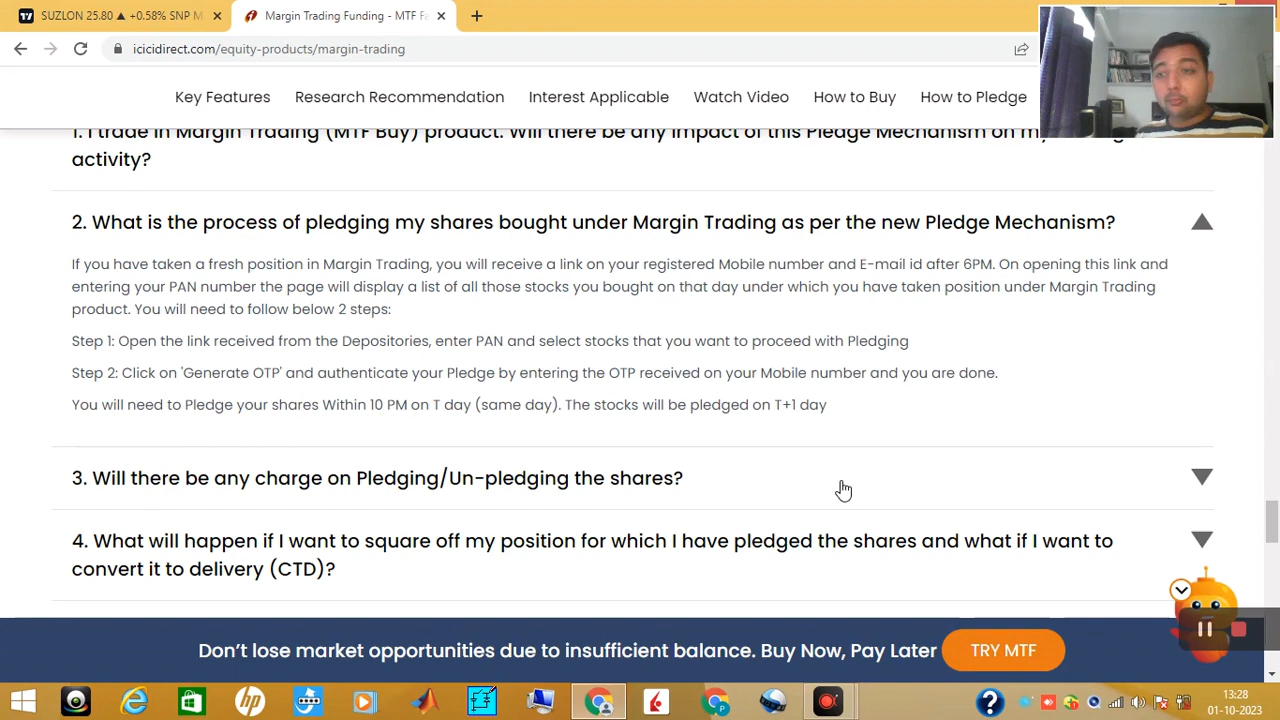 SUZLON 25.80 ▲ +0.58% SNP M
Margin Trading Funding - MTF Fa
icicidirect.com/equity-products/margin-trading
Key Features Research Recommendation Interest Applicable Watch Video How to Buy How to Pledge
1. I trade in Margin Trading (MTF Buy) product. Will there be any impact of this Pledge Mechanism on my
activity?
2. What is the process of pledging my shares bought under Margin Trading as per the new Pledge Mechanism?
If you have taken a fresh position in Margin Trading, you will receive a link on your registered Mobile number and E-mail id after 6PM. On opening this link and
entering your PAN number the page will display a list of all those stocks you bought on that day under which you have taken position under Margin Trading
product. You will need to follow below 2 steps:
Step 1: Open the link received from the Depositories, enter PAN and select stocks that you want to proceed with Pledging
Step 2: Click on 'Generate OTP' and authenticate your Pledge by entering the OTP received on your Mobile number and you are done.
You will need to Pledge your shares Within 10 PM on T day (same day). The stocks will be pledged on T+1 day
3. Will there be any charge on Pledging/Un-pledging the shares?
4. What will happen if I want to square off my position for which I have pledged the shares and what if I want to
convert it to delivery (CTD)?
Don't lose market opportunities due to insufficient balance. Buy Now, Pay Later TRY MTF
13:28
01-10-2023